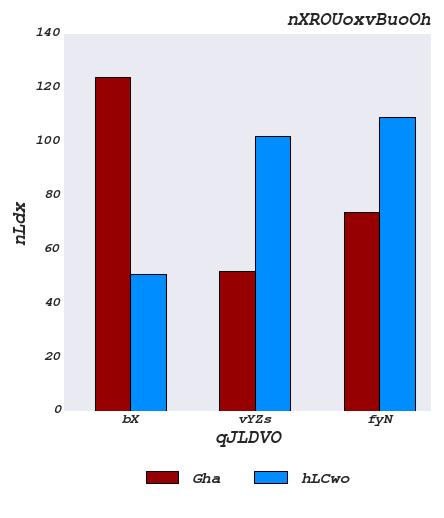 nXROUoxvBuoOh
140
120
100
80
60
40
20
0
nLdx
bX vYZs fyN
qJLDVO
Gha hLCwo